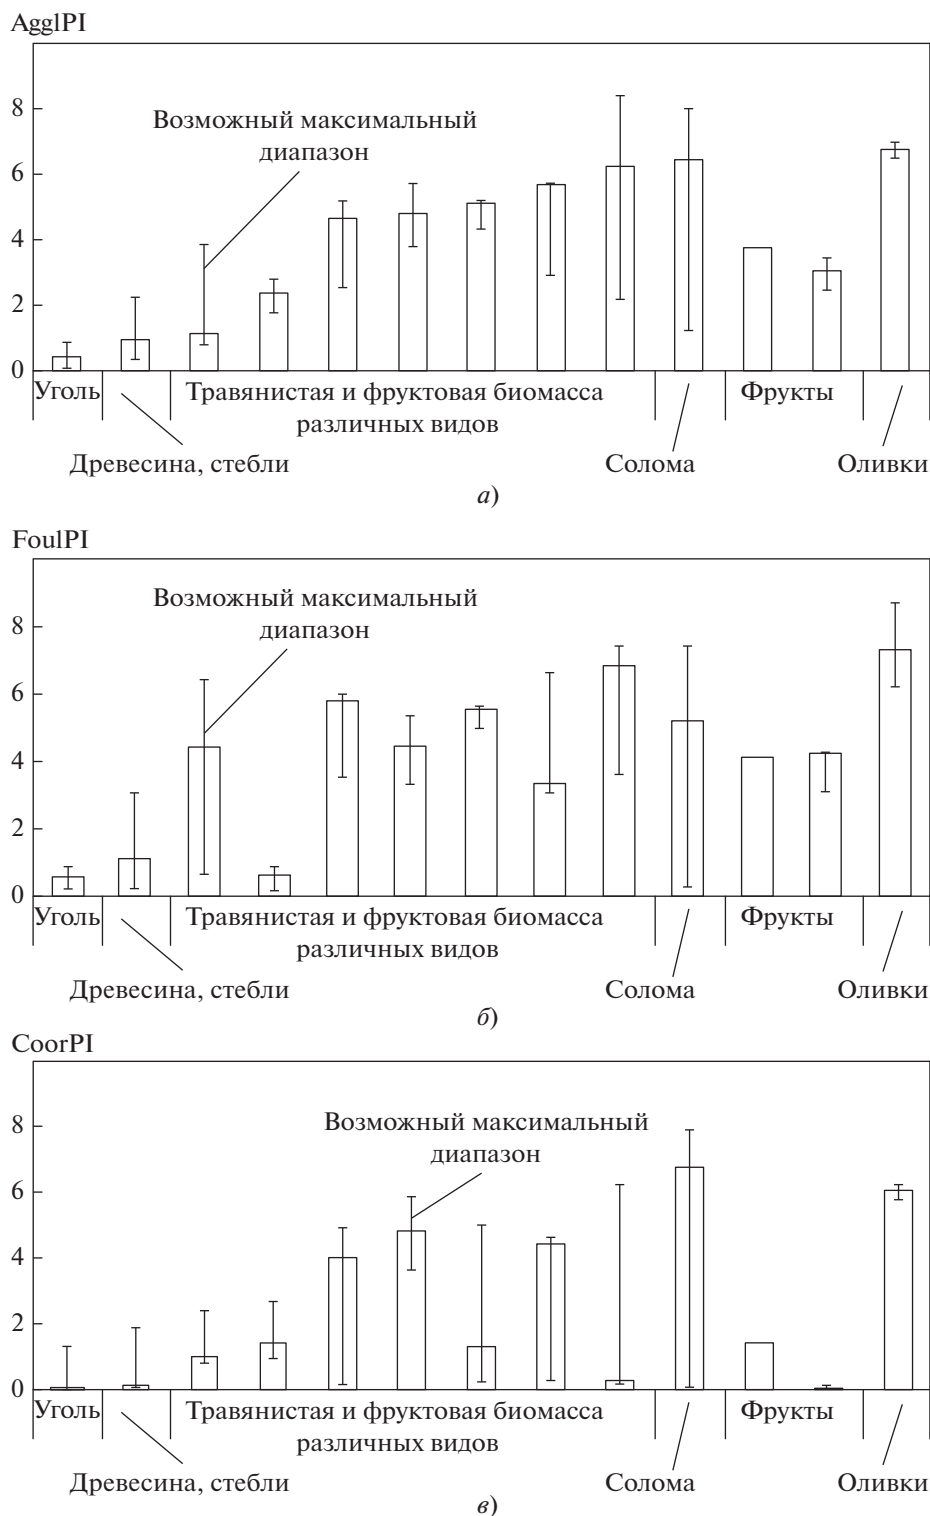 AgglPI
8
Возможный максимальный
диапазон
6
4
2
0
Уголь
Травянистая и фруктовая биомасса
различных видов
Фрукты
Древесина, стебли
Солома
Оливки
а)
FoulPI
Возможный максимальный
диапазон
8
6
4
2
0
Уголь
Травянистая и фруктовая биомасса
различных видов
Фрукты
Древесина, стебли
Солома
Оливки
б)
CoorPI
8
Возможный максимальный
диапазон
6
4
2
0
Уголь
Травянистая и фруктовая биомасса
различных видов
Фрукты
Древесина, стебли
Солома
Оливки
в)